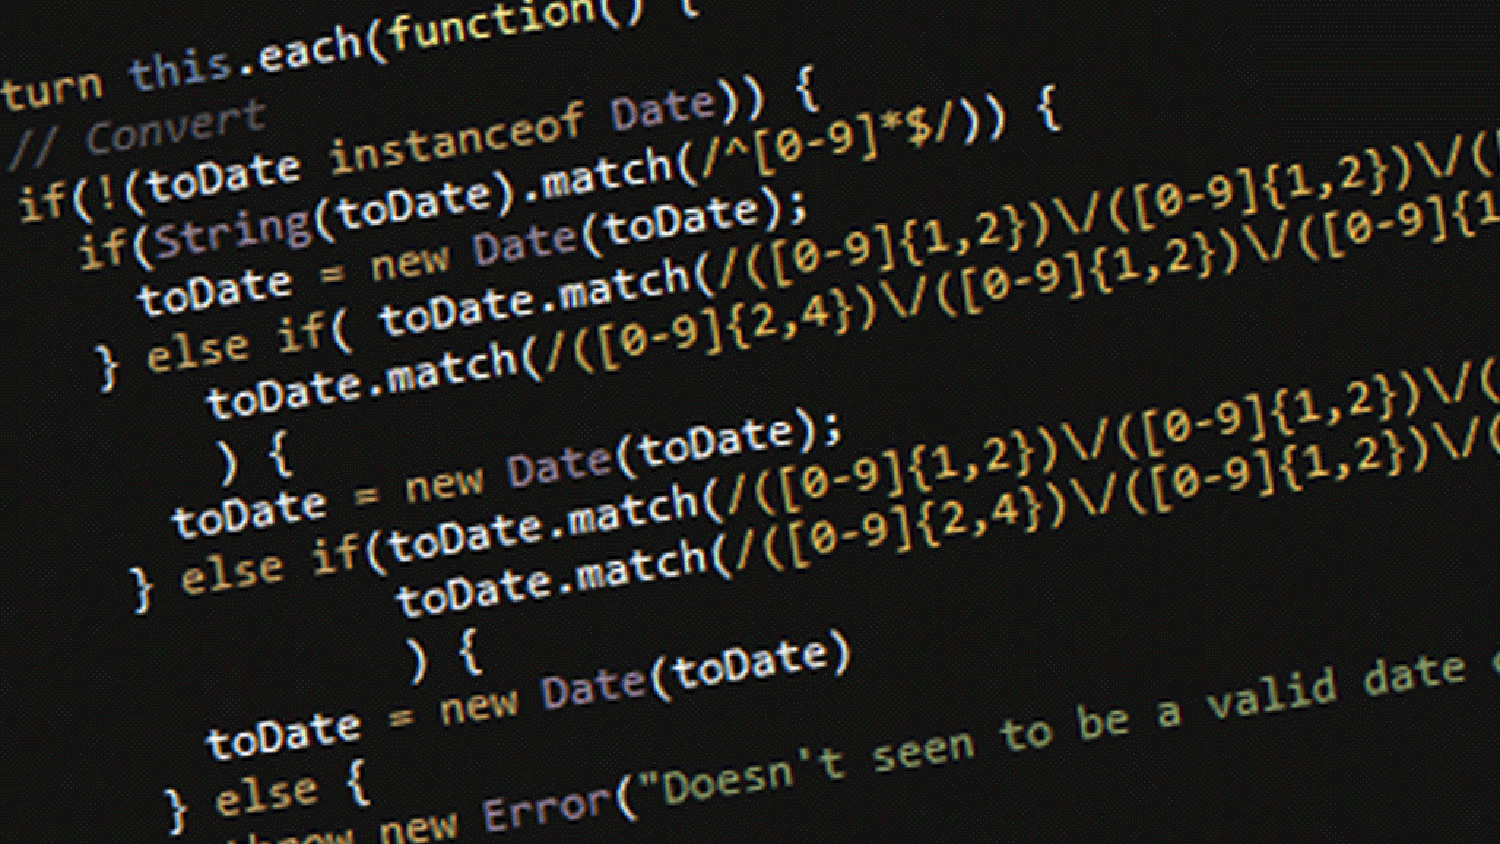 turn this.each(function() {
// Convert
if(!(toDate instanceof Date)) {
if(String(toDate).match(/^[0-9]*$/)) {
toDate = new Date(toDate);
} else if( toDate.match(/([0-9]{1,2})\/([0-9]{1,2})\/(
toDate.match(/([0-9]{2,4})\/([0-9]{1,2})\/([0-9]{1
) {
toDate = new Date(toDate);
} else if(toDate.match(/([0-9]{1,2})\/([0-9]{1,2})\/(
toDate.match(/([0-9]{2,4})\/([0-9]{1,2})\/(
) {
toDate = new Date(toDate)
} else {
throw new Error("Doesn't seen to be a valid date